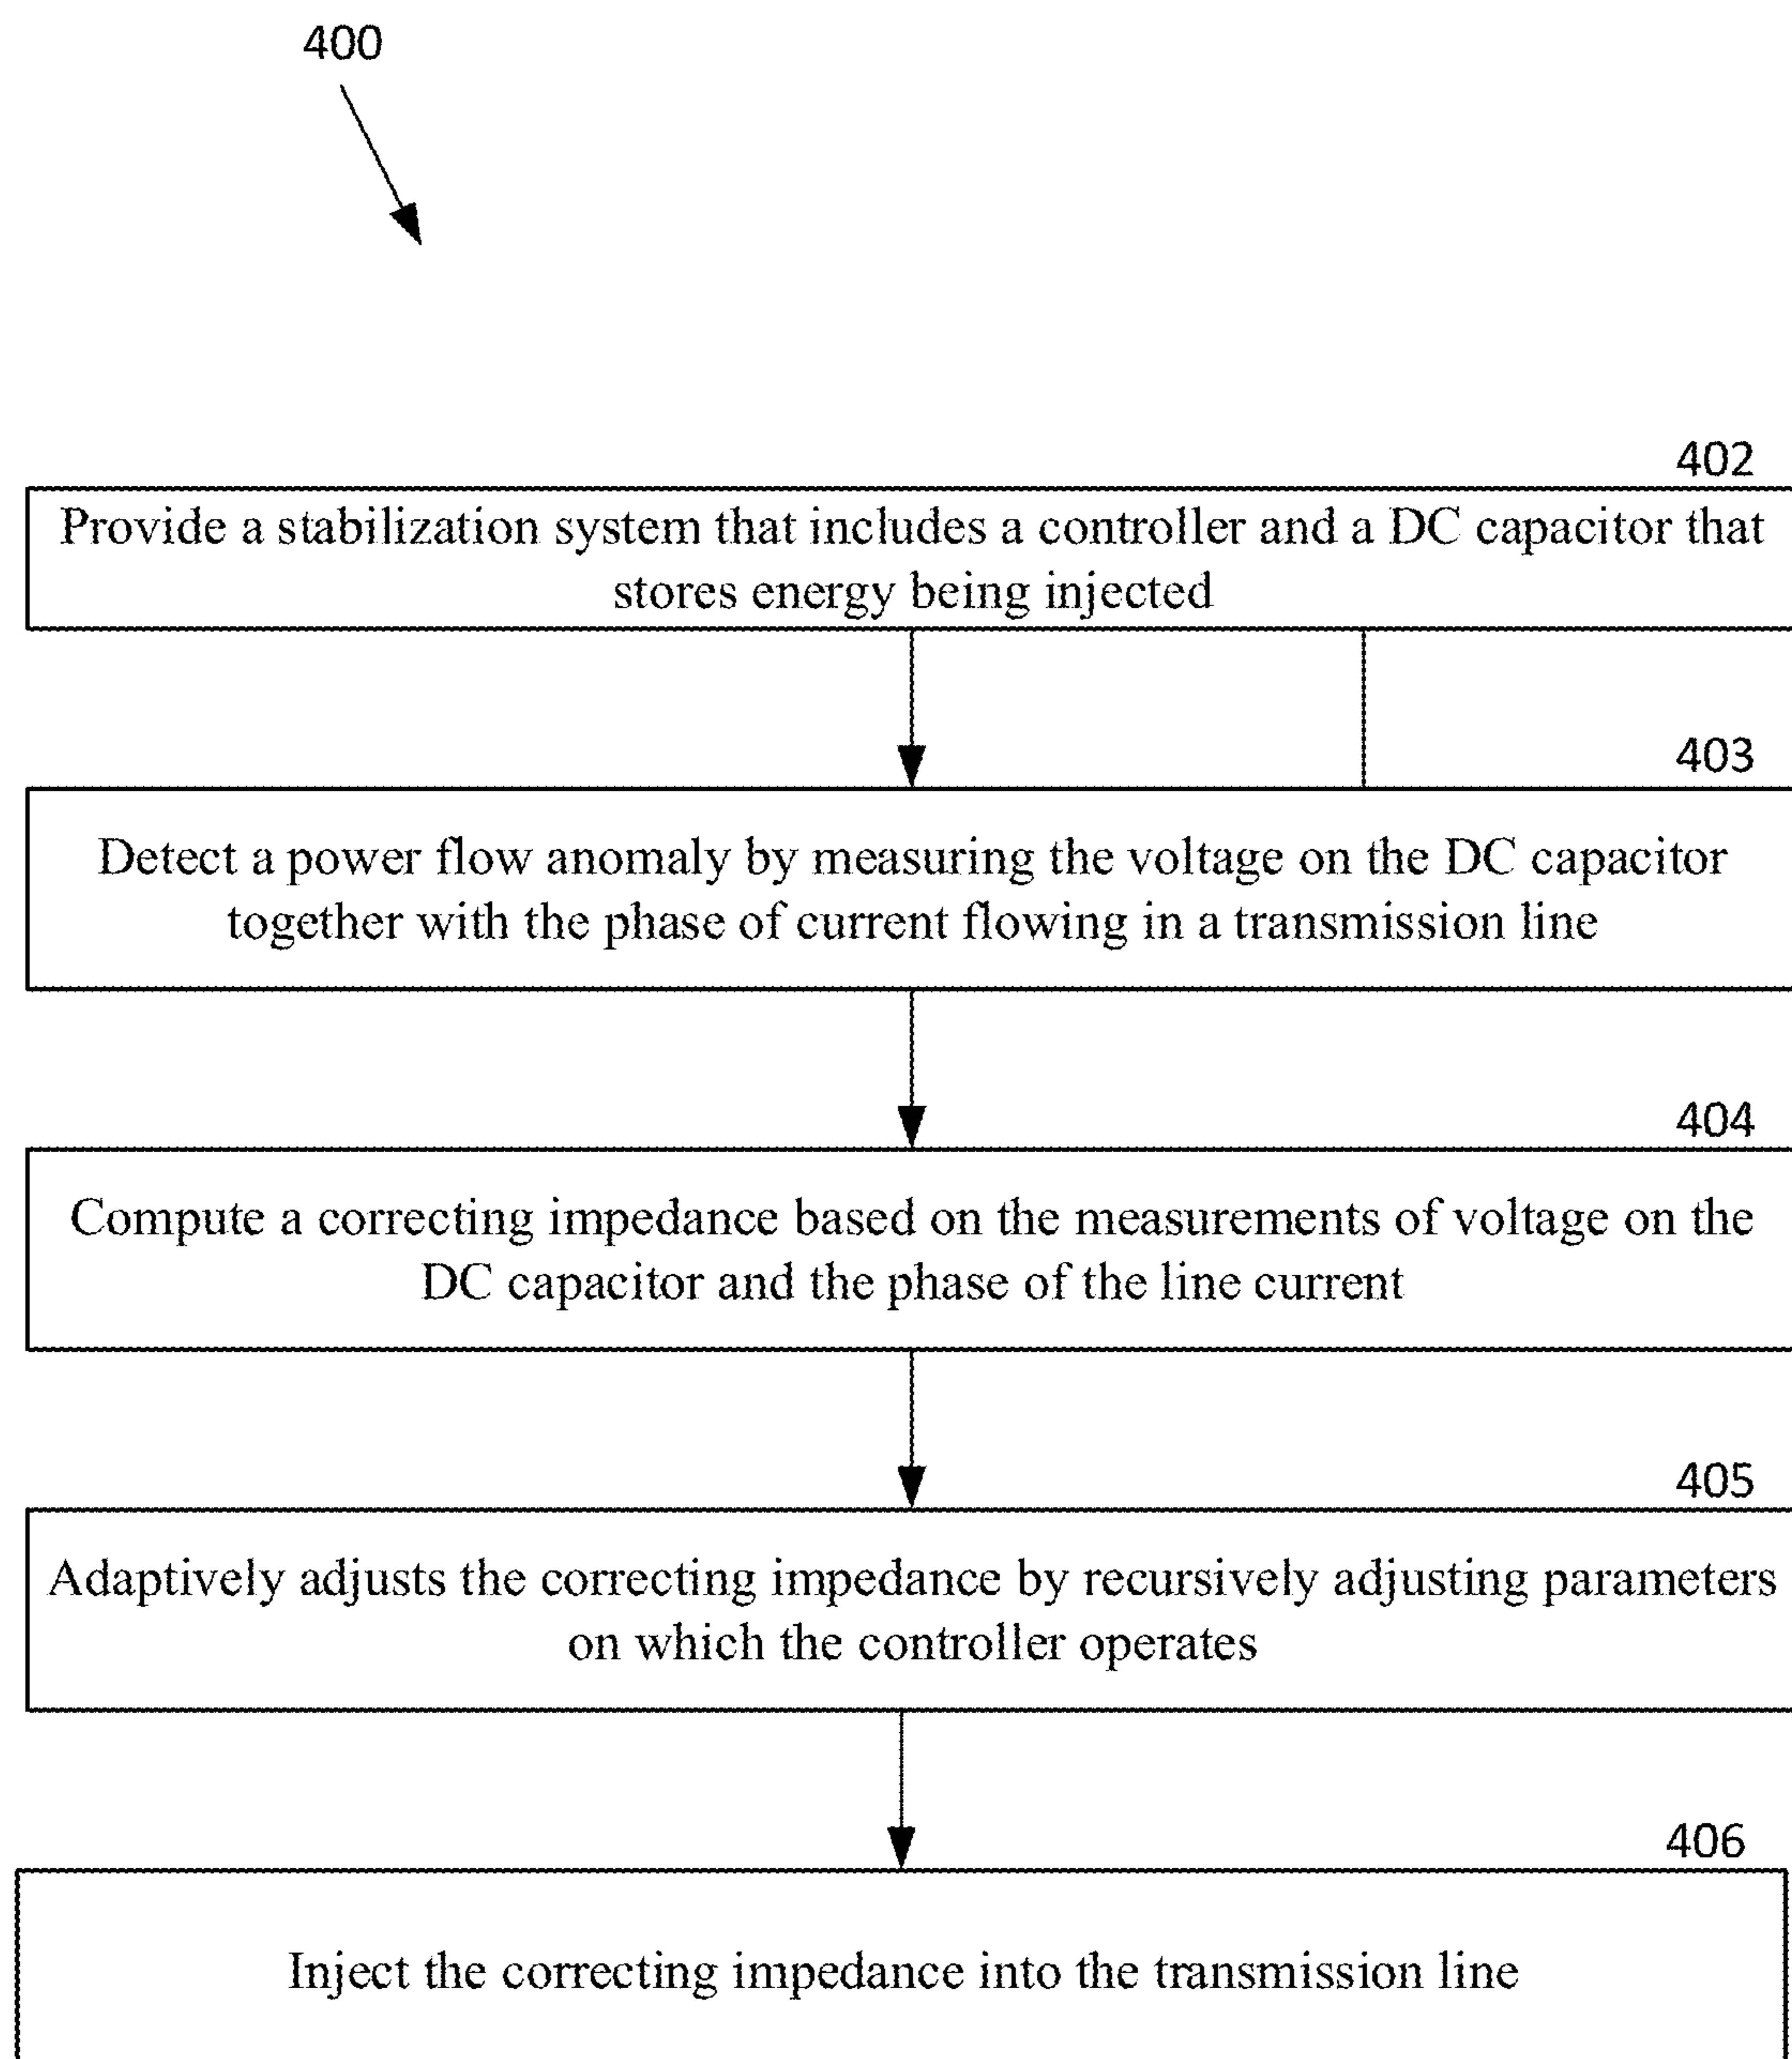 400
402
Provide a stabilization system that includes a controller and a DC capacitor that
stores energy being injected
403
Detect a power flow anomaly by measuring the voltage on the DC capacitor
together with the phase of current flowing in a transmission line
404
Compute a correcting impedance based on the measurements of voltage on the
DC capacitor and the phase of the line current
405
Adaptively adjusts the correcting impedance by recursively adjusting parameters
on which the controller operates
406
Inject the correcting impedance into the transmission line